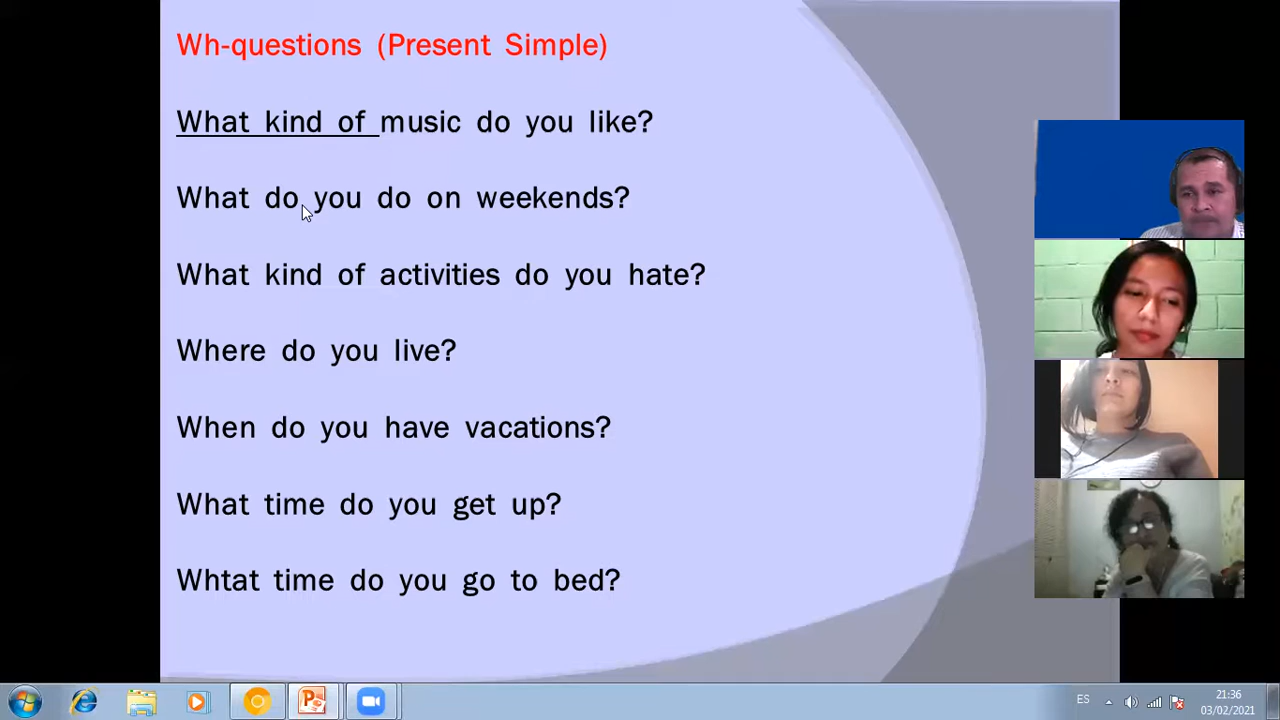 Wh-questions (Present Simple)
What kind of music do you like?
What do you do on weekends?
What kind of activities do you hate?
Where do you live?
When do you have vacations?
What time do you get up?
Whtat time do you go to bed?
ES
21:36
03/02/2021